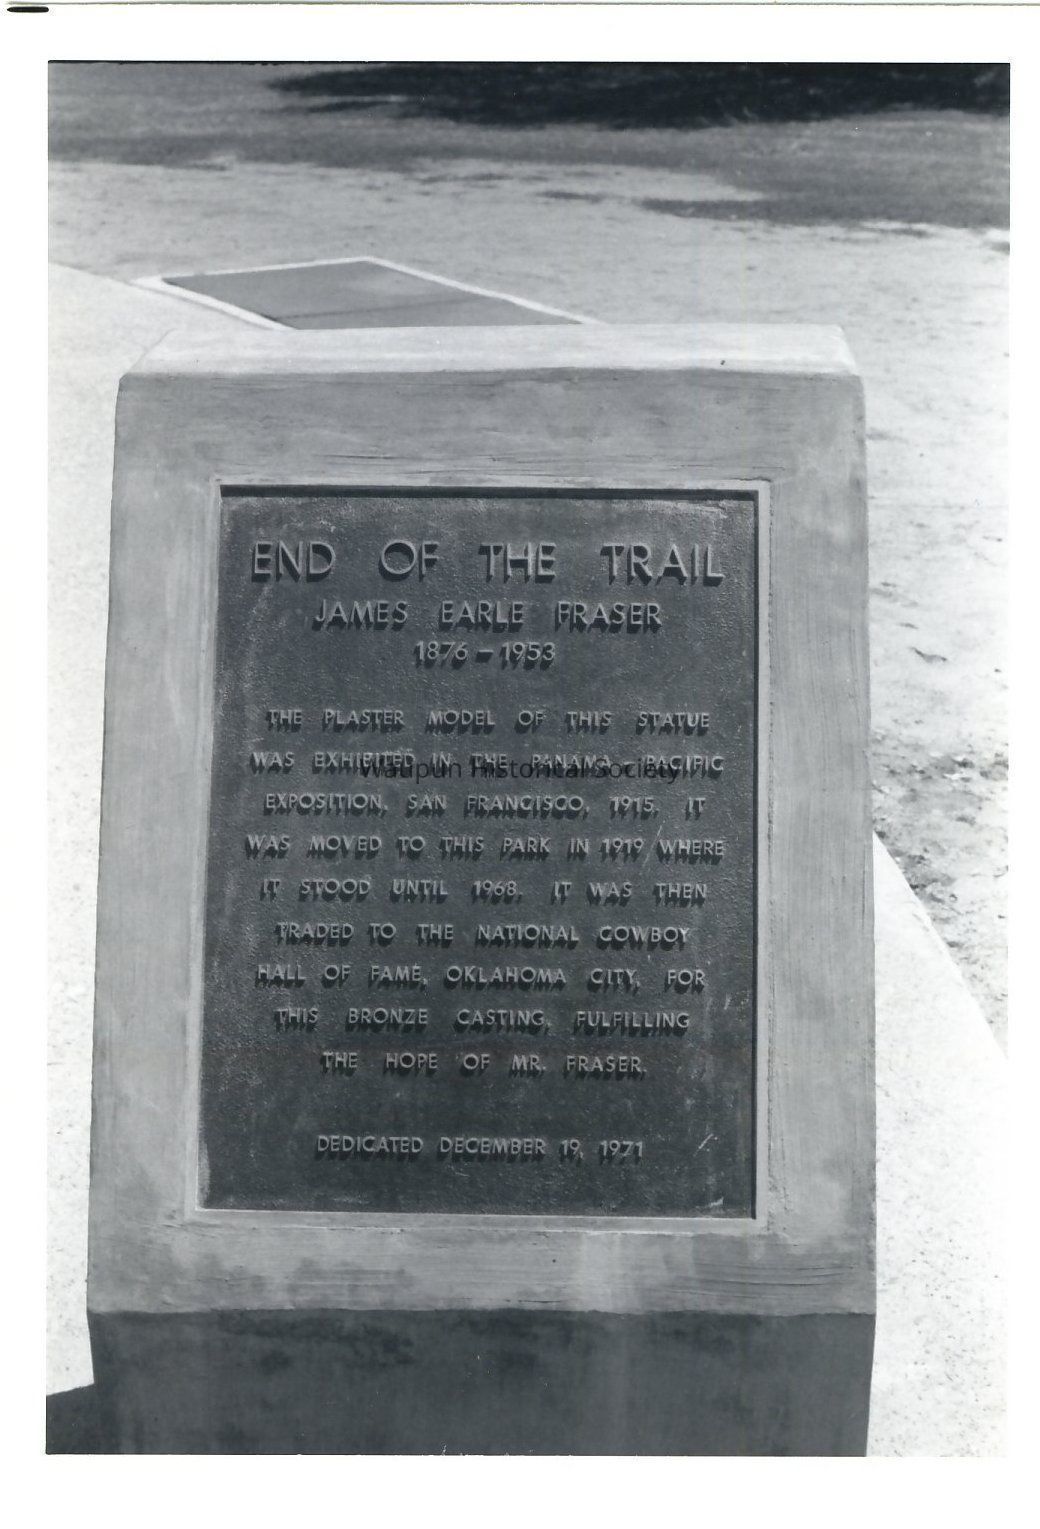 END OF THE TRAIL
JAMES EARLE FRASER
1876 - 1953
THE PLASTER MODEL OF THIS STATUE
WAS EXHIBITED IN THE PANAMA PACIFIC
Waupun Historical Society
EXPOSITION, SAN FRANCISCO, 1915. IT
WAS MOVED TO THIS PARK IN 1919 WHERE
IT STOOD UNTIL 1968. IT WAS THEN
TRADED TO THE NATIONAL COWBOY
HALL OF FAME, OKLAHOMA CITY, FOR
THIS BRONZE CASTING, FULFILLING
THE HOPE OF MR. FRASER.
DEDICATED DECEMBER 19, 1971